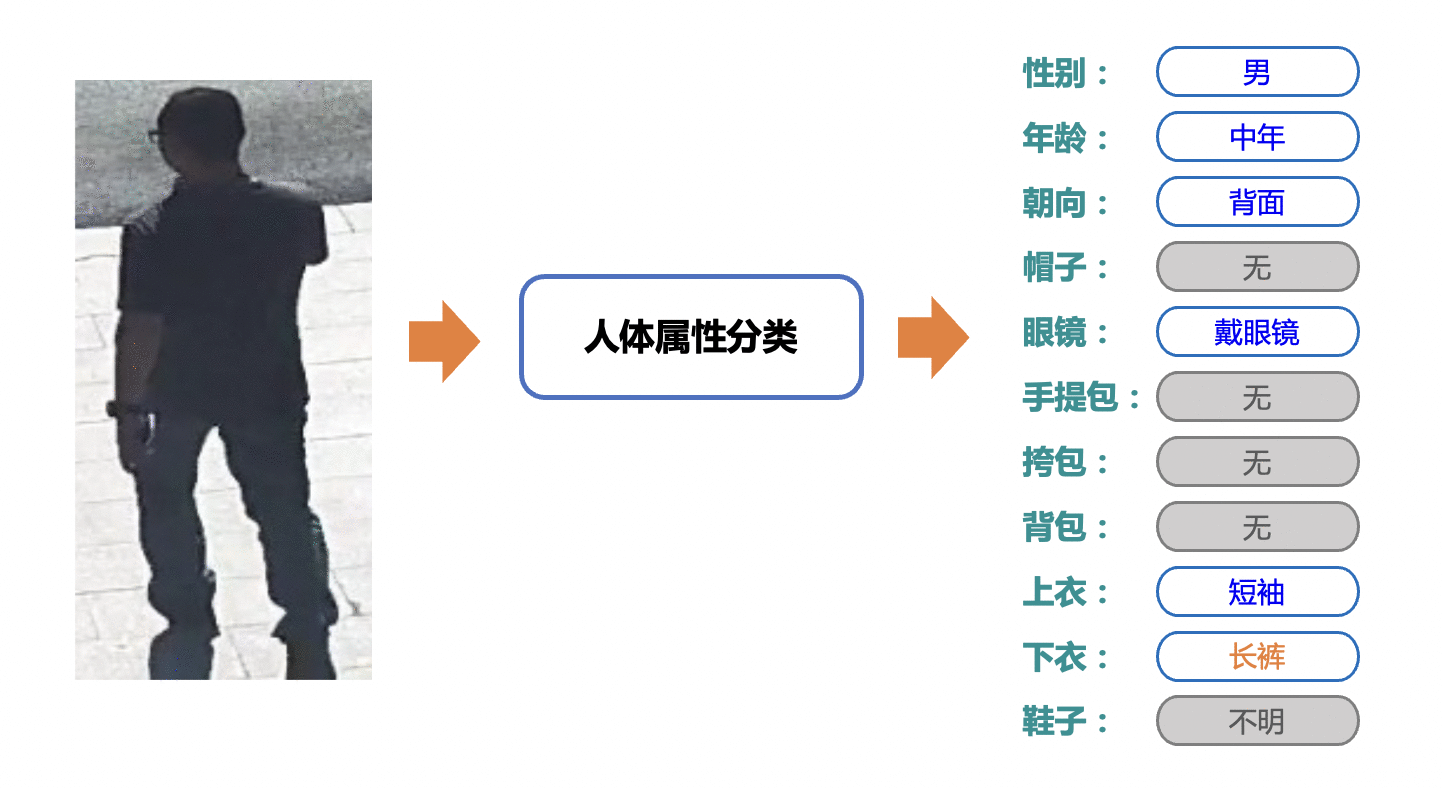 人体属性分类
性别： 男
年龄： 中年
朝向： 背面
帽子： 无
眼镜： 戴眼镜
手提包： 无
挎包： 无
背包： 无
上衣： 短袖
下衣： 长裤
鞋子： 不明